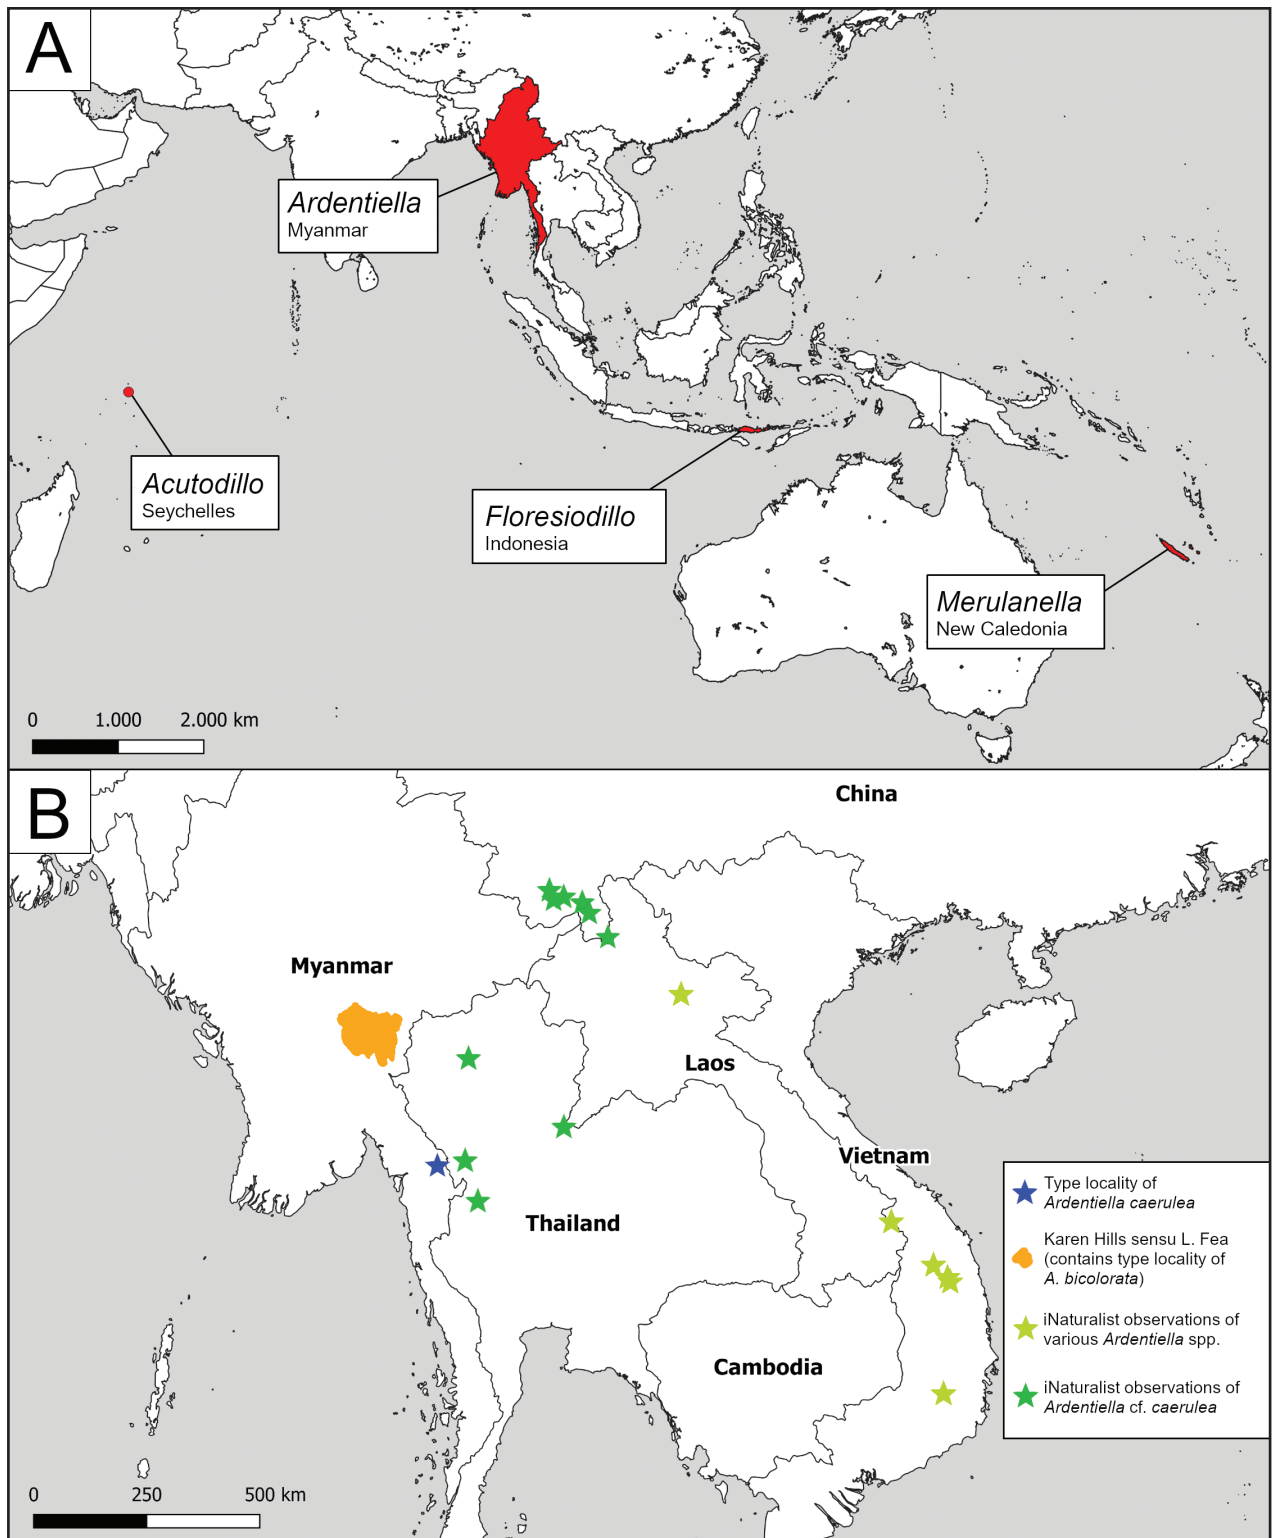 A
Ardentiella
Myanmar
Acutodillo
Seychelles
Floresiodillo
Indonesia
Merulanella
New Caledonia
0 1.000 2.000 km
B
China
Myanmar
Laos
Vietnam
Thailand
Cambodia
Type locality of
Ardentiella caerulea
Karen Hills sensu L. Fea
(contains type locality of
A. bicolorata)
iNaturalist observations of
various Ardentiella spp.
iNaturalist observations of
Ardentiella cf. caerulea
0 250 500 km